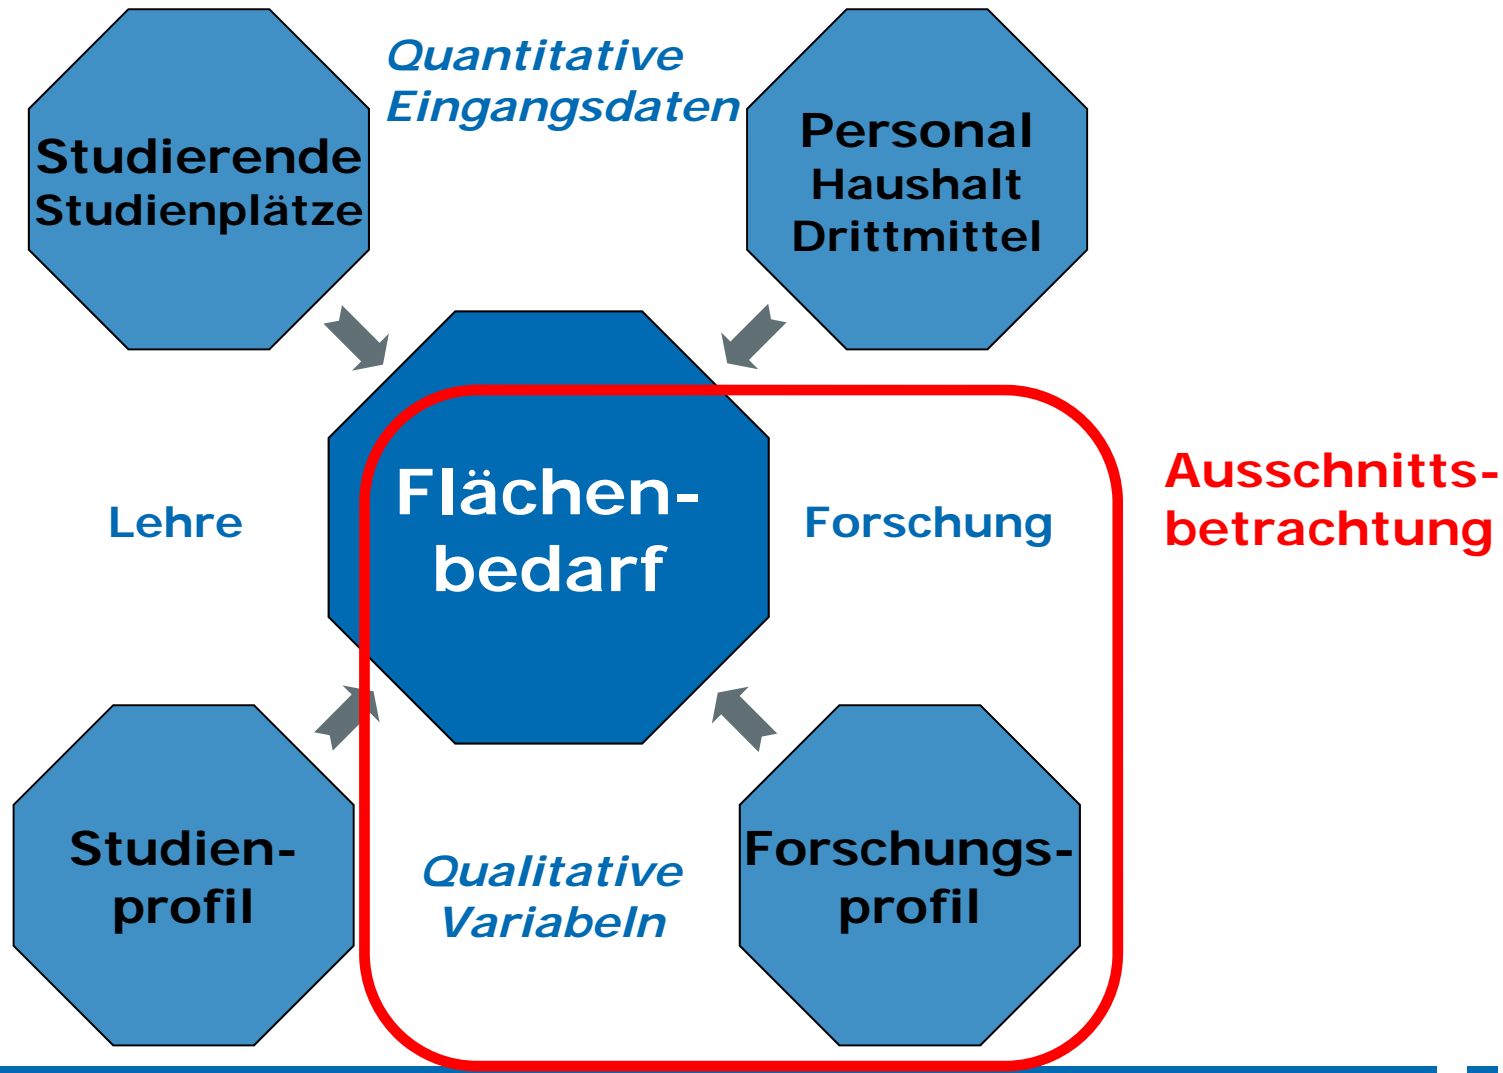 Quantitative
Eingangsdaten
Studierende
Studienplätze
Personal
Haushalt
Drittmittel
Lehre
Flächen-
bedarf
Forschung
Ausschnitts-
betrachtung
Studien-
profil
Qualitative
Variabeln
Forschungs-
profil